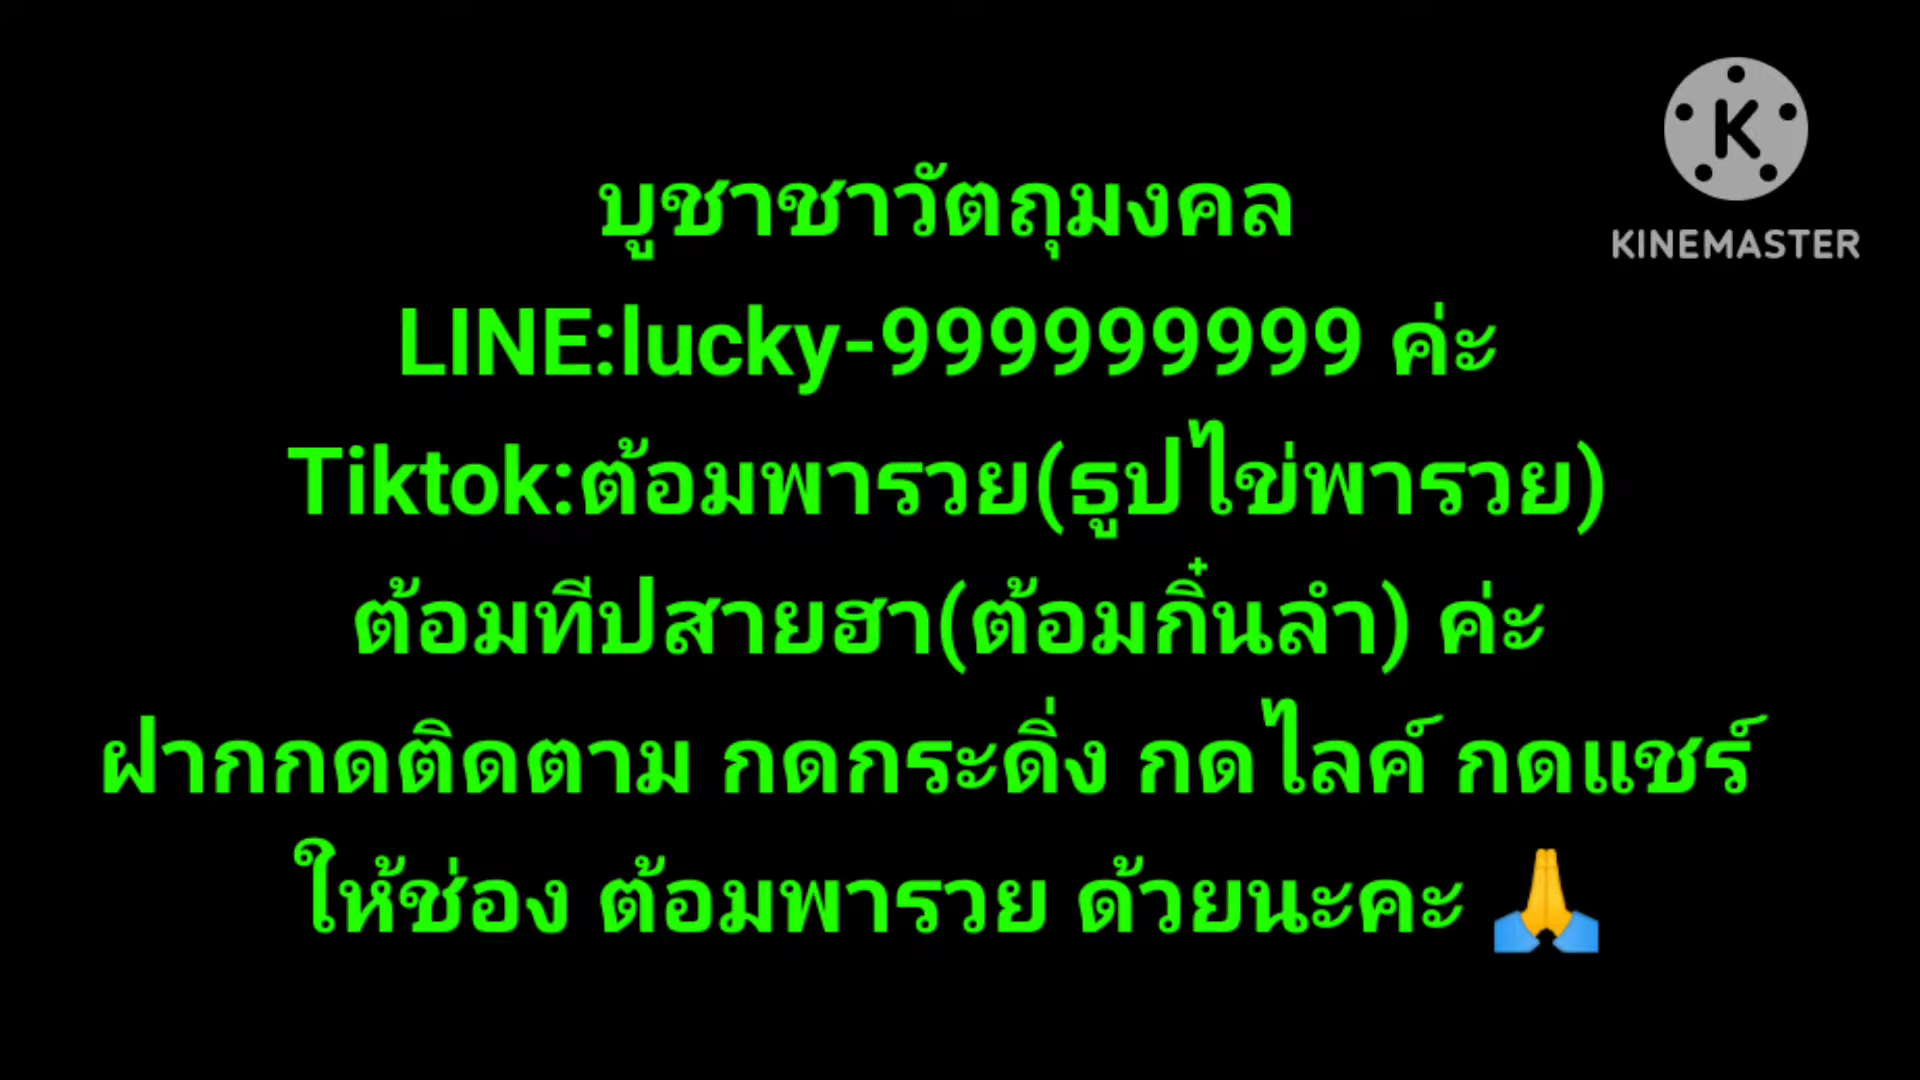 บูชาชาวัตถุมงคล
KINEMASTER
LINE:lucky-999999999 ค่ะ
Tiktok:ต้อมพารวย(ธูปไข่พารวย)
ต้อมทีปสายฮา(ต้อมกิ๋นลำ) ค่ะ
ฝากกดติดตาม กดกระดิ่ง กดไลค์ กดแชร์
ให้ช่อง ต้อมพารวย ด้วยนะคะ 🙏